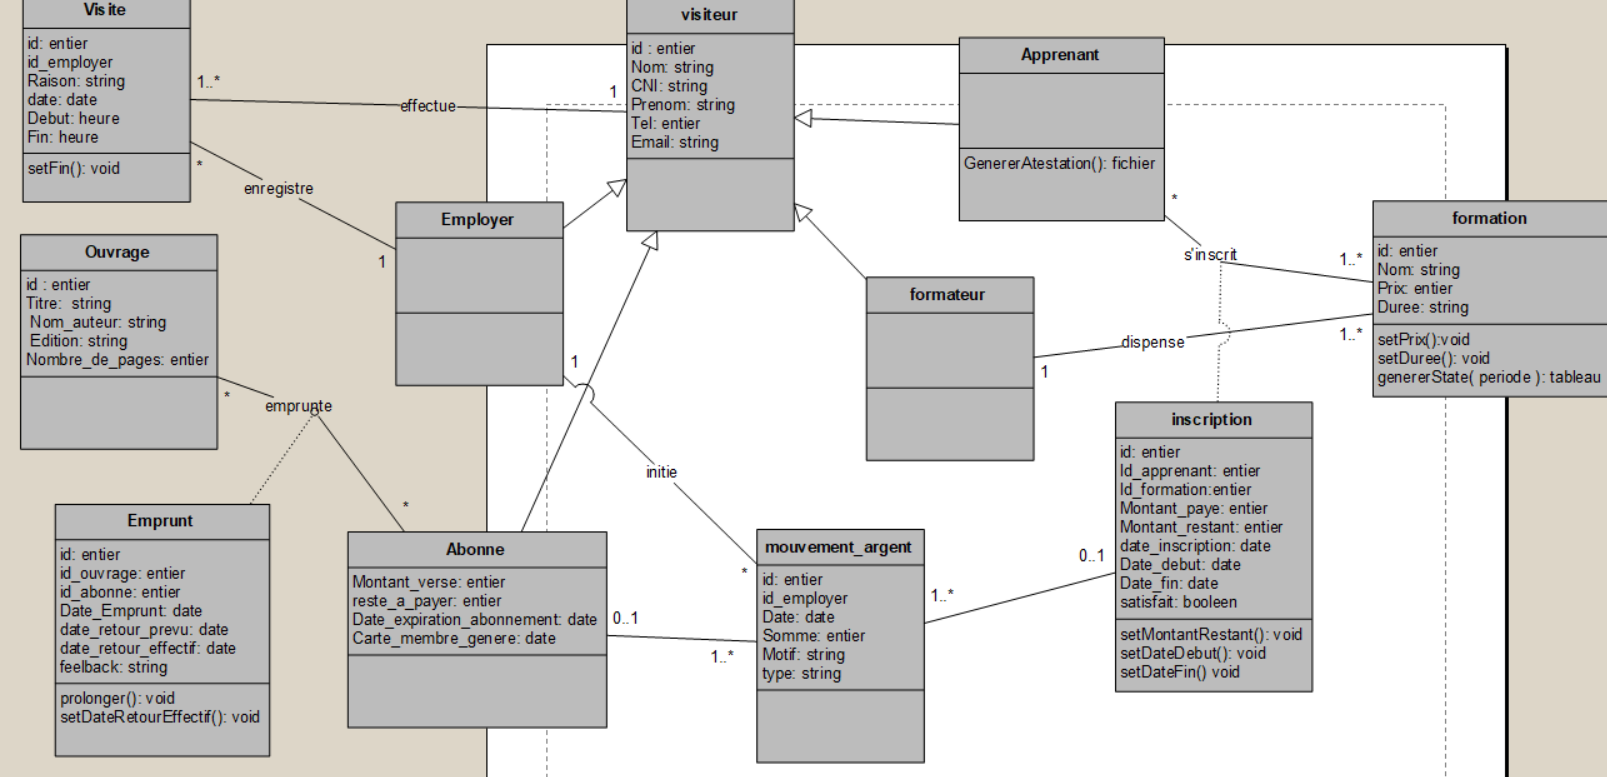 Visite
id: entier
id_employer
Raison: string
date: date
Debut: heure
Fin: heure
setFin(): void
1..*
effectue
1
*
enregistre
1
visiteur
id : entier
Nom: string
CNI: string
Prenom: string
Tel: entier
Email: string
Apprenant
GenererAtestation(): fichier
*
s'inscrit
1..*
formation
id: entier
Nom: string
Prix: entier
Duree: string
setPrix():void
setDuree(): void
genererState( periode ): tableau
Employer
1
initie
*
formateur
1
dispense
1..*
Ouvrage
id : entier
Titre: string
Nom_auteur: string
Edition: string
Nombre_de_pages: entier
*
emprunte
*
Emprunt
id: entier
id_ouvrage: entier
id_abonne: entier
Date_Emprunt: date
date_retour_prevu: date
date_retour_effectif: date
feelback: string
prolonger(): void
setDateRetourEffectif(): void
Abonne
Montant_verse: entier
reste_a_payer: entier
Date_expiration_abonnement: date
Carte_membre_genere: date
0..1
1..*
mouvement_argent
id: entier
id_employer
Date: date
Somme: entier
Motif: string
type: string
1..*
0..1
inscription
id: entier
Id_apprenant: entier
Id_formation:entier
Montant_paye: entier
Montant_restant: entier
date_inscription: date
Date_debut: date
Date_fin: date
satisfait: booleen
setMontantRestant(): void
setDateDebut(): void
setDateFin() void